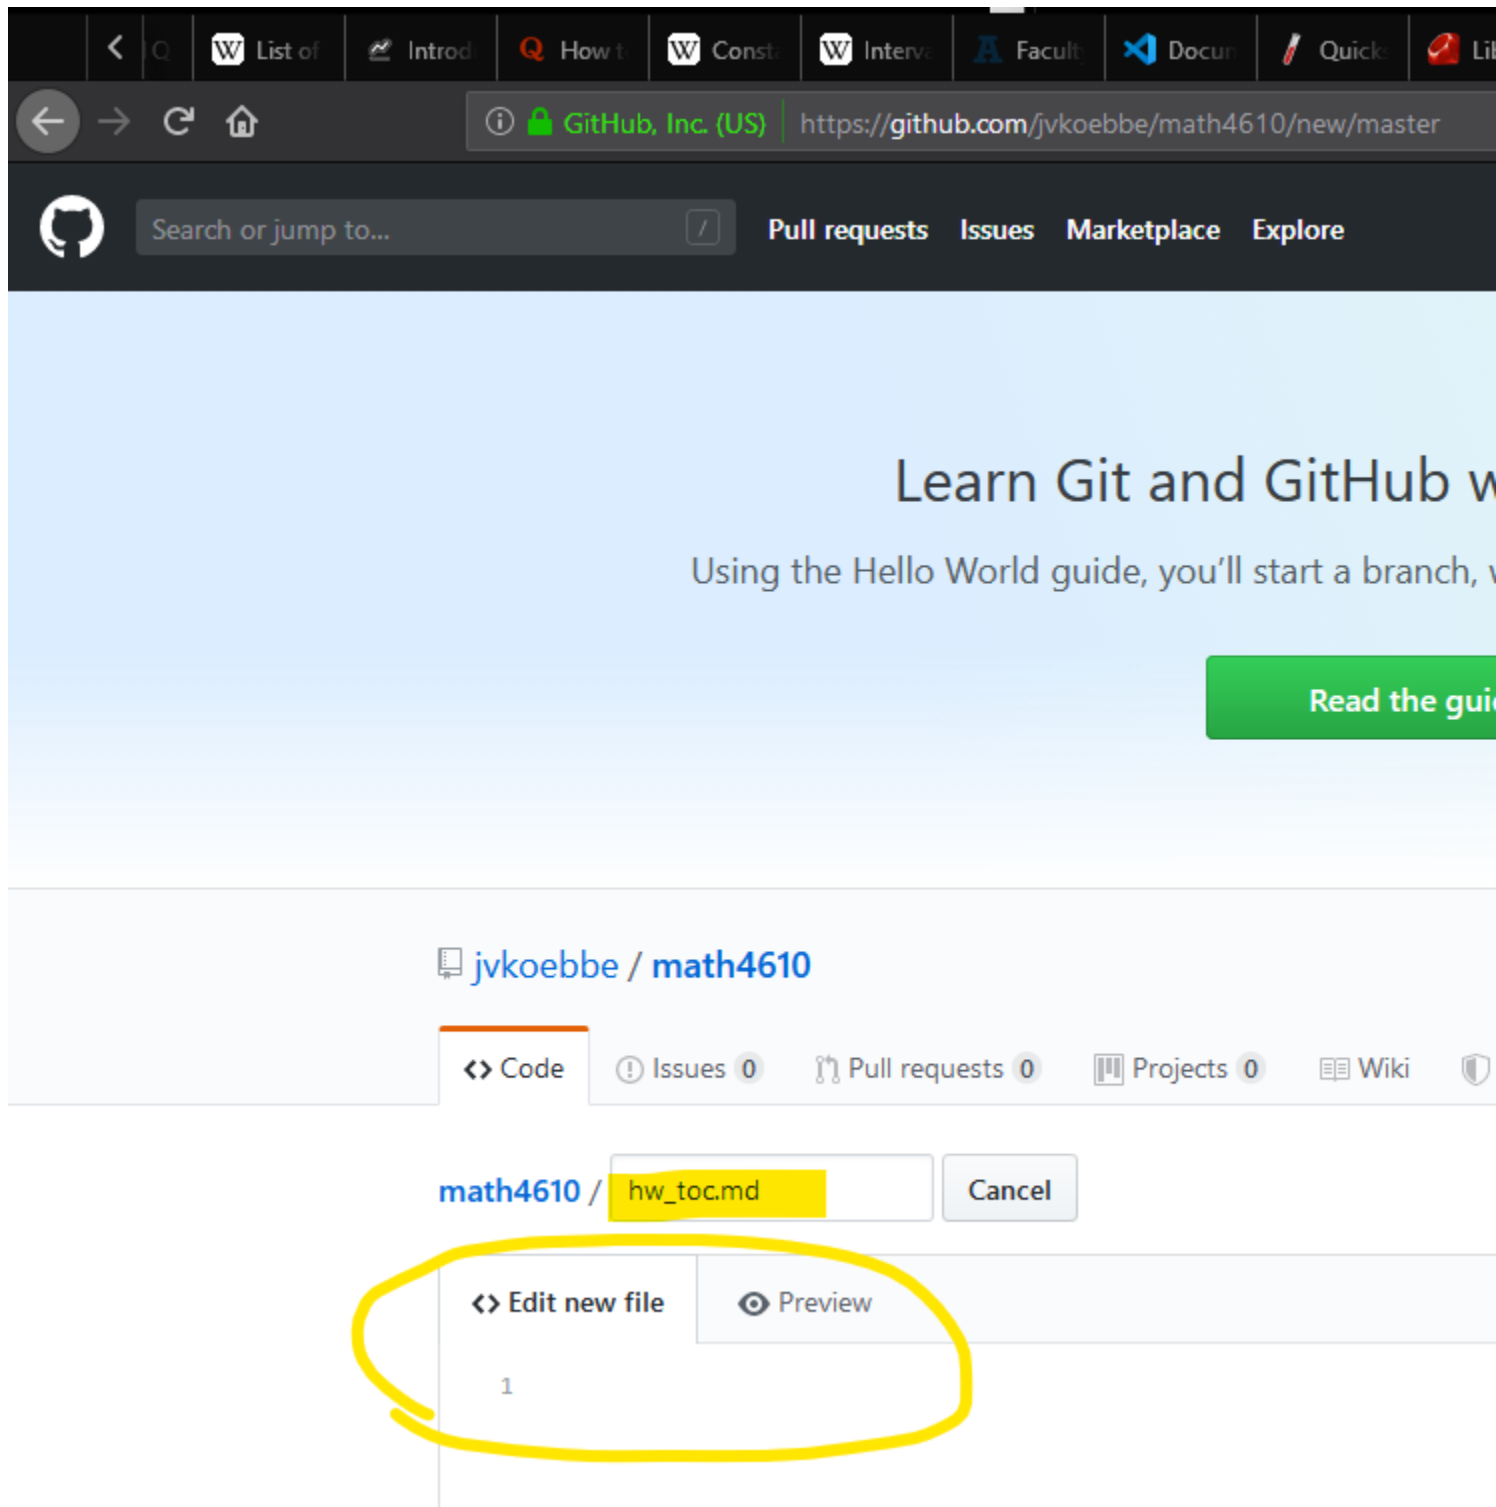 List of Introd How t Const Interv Facult Docum Quick Lib
GitHub, Inc. (US) https://github.com/jvkoebbe/math4610/new/master
Search or jump to... / Pull requests Issues Marketplace Explore
Learn Git and GitHub w
Using the Hello World guide, you'll start a branch,
Read the gui
jvkoebbe / math4610
Code Issues 0 Pull requests 0 Projects 0 Wiki
math4610 / hw_toc.md Cancel
Edit new file Preview
1